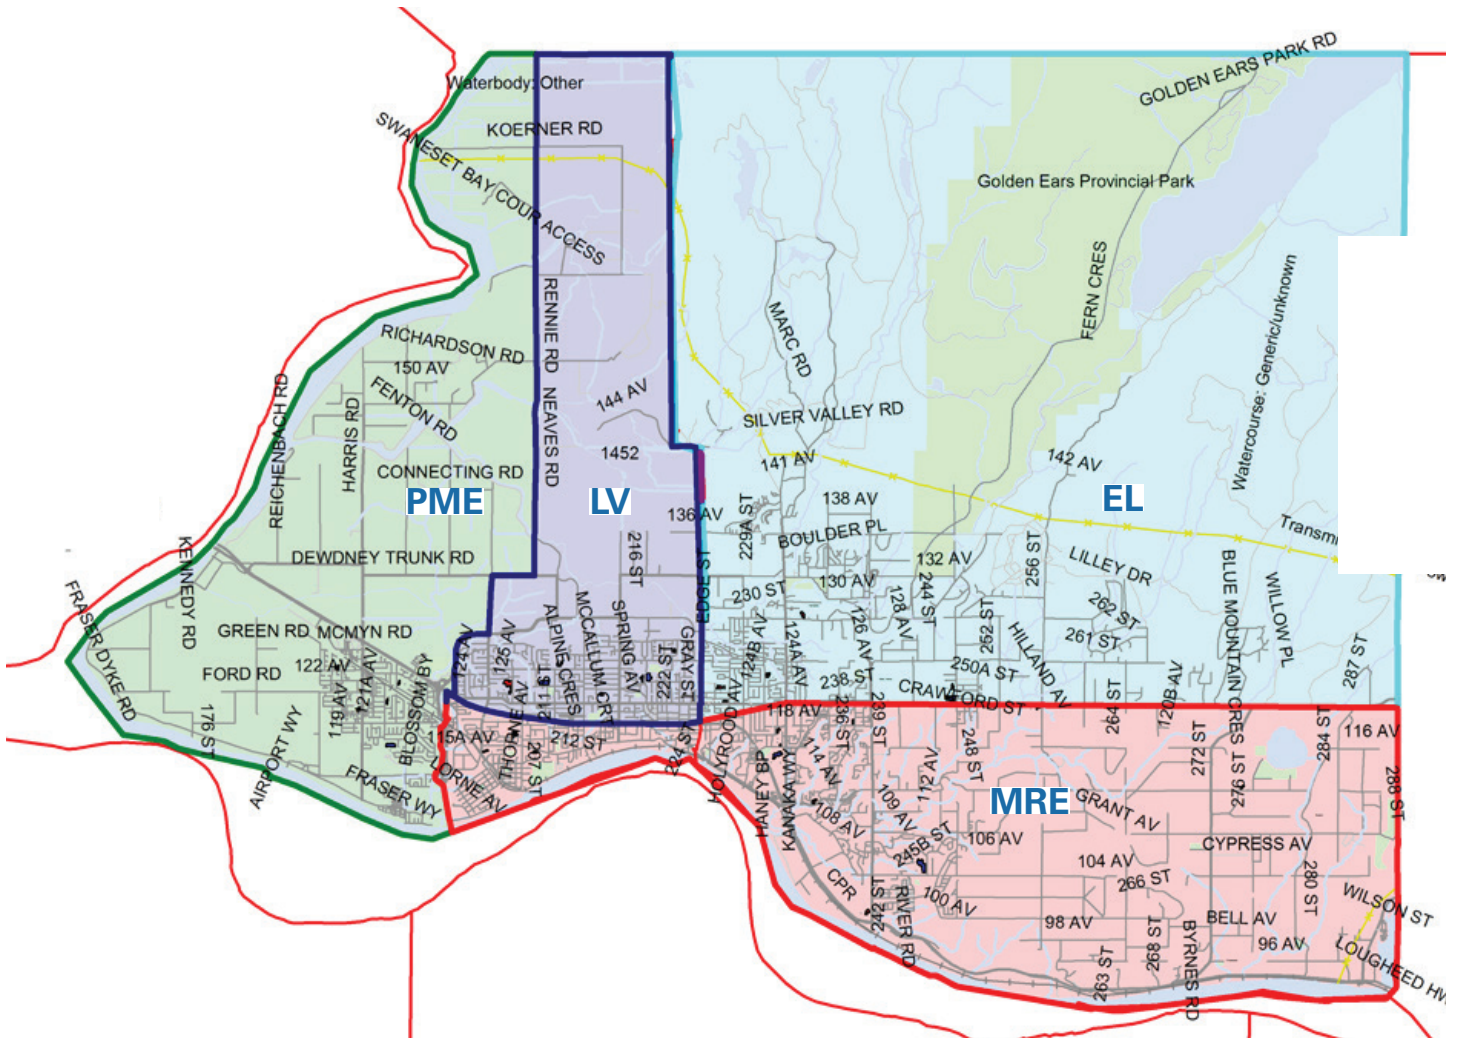 GOLDEN EARS PARK RD
Waterbody: Other
KOERNER RD
SWANESET BAY COUR ACCESS
Golden Ears Provincial Park
FERN CRES
RENNIE RD
MARC RD
Watercourse: Generic/unknown
RICHARDSON RD
150 AV
FENTON RD
144 AV
NEAVES RD
REICHENBACH RD
HARRIS RD
SILVER VALLEY RD
1452
141 AV
142 AV
CONNECTING RD
PME
LV
EL
138 AV
136 AV
229A ST
BOULDER PL
DEWDNEY TRUNK RD
KENNEDY RD
216 ST
EDGE ST
132 AV
256 ST
LILLEY DR
BLUE MOUNTAIN CRES
WILLOW PL
FRASER DYKE RD
230 ST
130 AV
128 AV
244 ST
262 ST
GREEN RD
MCMYN RD
124 AV
125 AV
ALPINE CRES
MCCALLUM CRT
SPRING AV
GRAY ST
222 ST
124B AV
124A AV
126 AV
252 ST
HILLAND AV
261 ST
287 ST
FORD RD
122 AV
119 AV
121A AV
BLOSSOM BY
238 ST
250A ST
CRAWFORD ST
264 ST
120B AV
176 ST
AIRPORT WY
115A AV
THORNE AV
207 ST
212 ST
224 ST
HOLYROOD AV
118 AV
239 ST
248 ST
272 ST
276 ST
284 ST
116 AV
FRASER WY
LORNE AV
HANEY BP
KANAKA WY
114 AV
112 AV
MRE
GRANT AV
288 ST
108 AV
109 AV
245B ST
106 AV
CYPRESS AV
104 AV
266 ST
280 ST
CPR
242 ST
RIVER RD
100 AV
98 AV
263 ST
268 ST
BYRNES RD
BELL AV
96 AV
WILSON ST